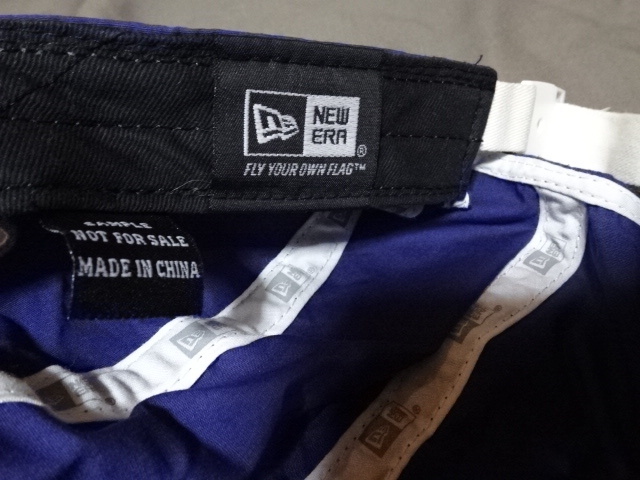 NEW
ERA
®
FLY YOUR OWN FLAG™
SAMPLE
NOT FOR SALE
MADE IN CHINA